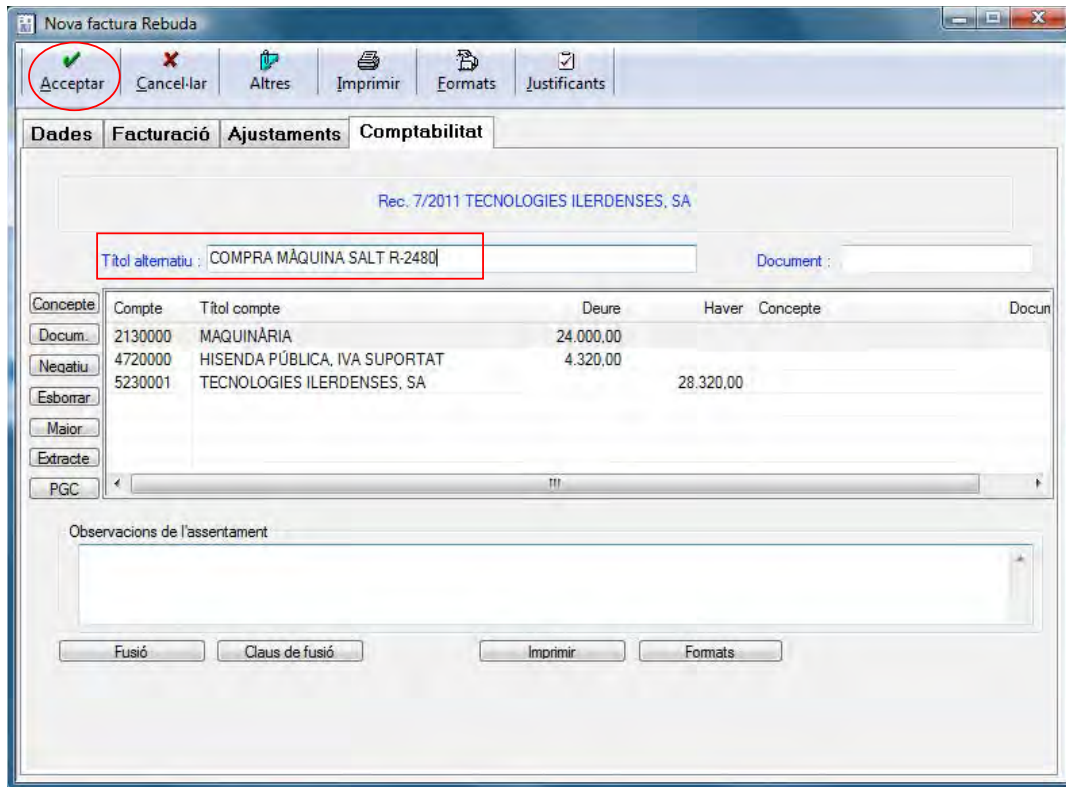 Nova factura Rebuda
Acceptar Cancel·lar Altres Imprimir Formats Justificants
Dades Facturació Ajustaments Comptabilitat
Rec. 7/2011 TECNOLOGIES ILERDENSES, SA
Títol alternatiu : COMPRA MÀQUINA SALT R-2480 Document :
Concepte Compte Títol compte Deure Haver Concepte Docum
Docum. 2130000 MAQUINÀRIA 24.000,00
Negatiu 4720000 HISENDA PÚBLICA, IVA SUPORTAT 4.320,00
5230001 TECNOLOGIES ILERDENSES, SA 28.320,00
Esborrar
Maior
Extracte
PGC
Observacions de l'assentament
Fusió Claus de fusió Imprimir Formats